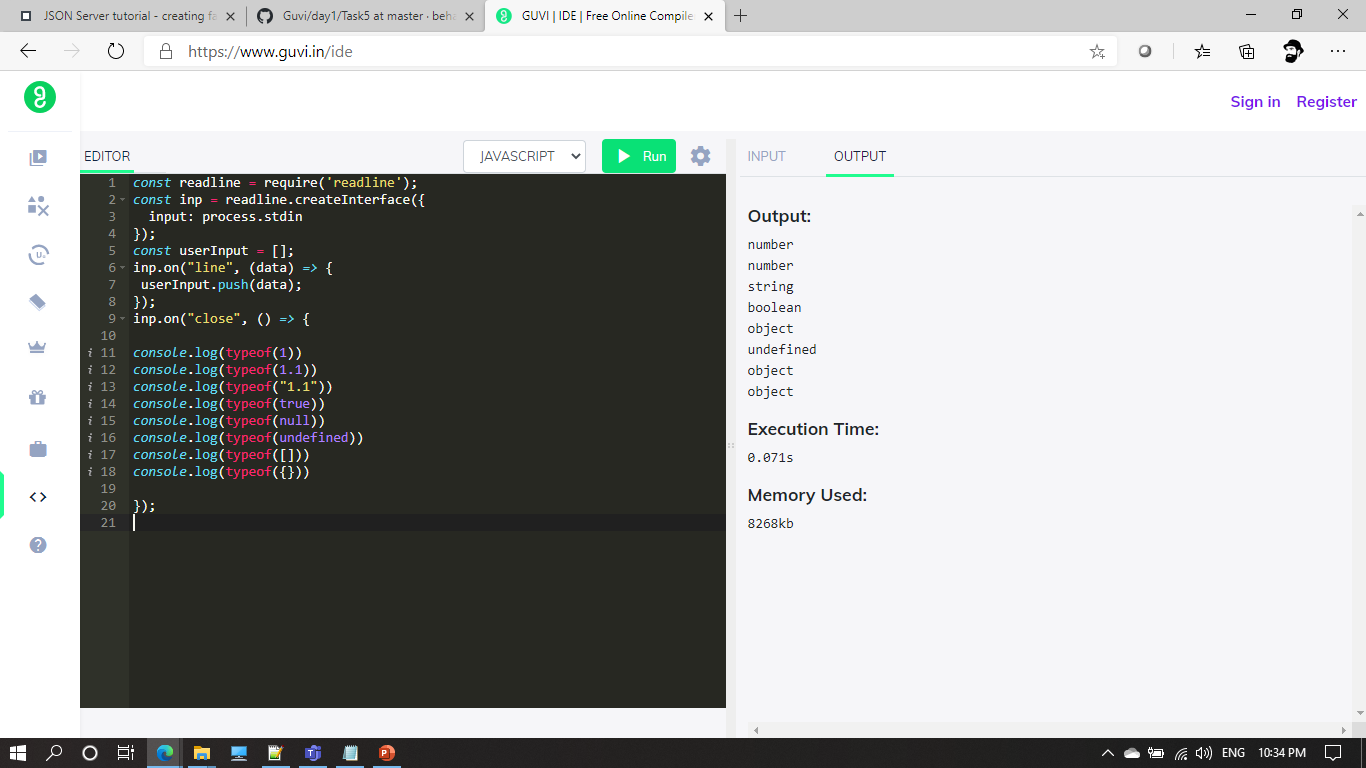 JSON Server tutorial - creating fa
Guvi/day1/Task5 at master · beha
GUVI | IDE | Free Online Compile
https://www.guvi.in/ide
Sign in Register
EDITOR
JAVASCRIPT
Run
INPUT
OUTPUT
1 const readline = require('readline');
2 const inp = readline.createInterface({
3 input: process.stdin
4 });
5 const userInput = [];
6 inp.on("line", (data) => {
7 userInput.push(data);
8 });
9 inp.on("close", () => {
10
i 11 console.log(typeof(1))
i 12 console.log(typeof(1.1))
i 13 console.log(typeof("1.1"))
i 14 console.log(typeof(true))
i 15 console.log(typeof(null))
i 16 console.log(typeof(undefined))
i 17 console.log(typeof([]))
i 18 console.log(typeof({}))
19
20 });
21
Output:
number
number
string
boolean
object
undefined
object
object
Execution Time:
0.071s
Memory Used:
8268kb
ENG 10:34 PM